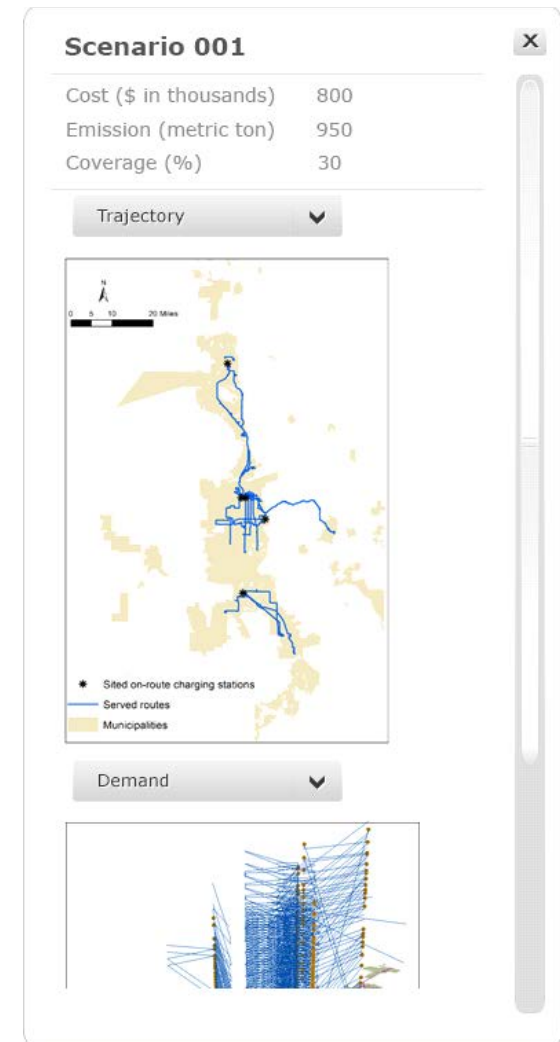 Scenario 001
X
Cost ($ in thousands) 800
Emission (metric ton) 950
Coverage (%) 30
Trajectory
N
0 5 10 20 Miles
Sited on-route charging stations
Served routes
Municipalities
Demand